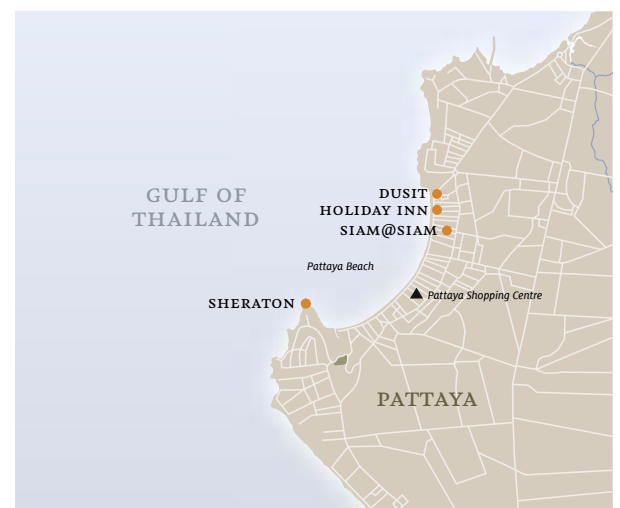 DUSIT
GULF OF
THAILAND
HOLIDAY INN
SIAM@SIAM
Pattaya Beach
Pattaya Shopping Centre
SHERATON
PATTAYA